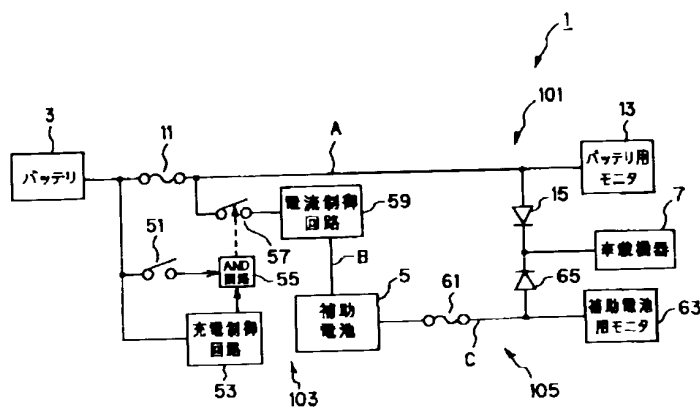 1
101
3
11
A
13
バッテリ
バッテリ用
モニタ
15
51
57
電流制御
回路
59
7
車載機器
AND
回路
55
B
65
5
61
補助
電池
補助電池
用モニタ
63
充電制御
回路
53
103
C
105